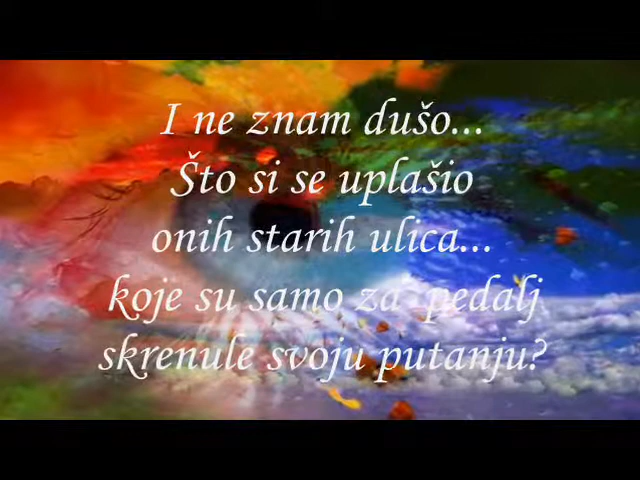 I ne znam dušo...
Što si se uplašio
onih starih ulica...
koje su samo za pedalj
skrenule svoju putanju?